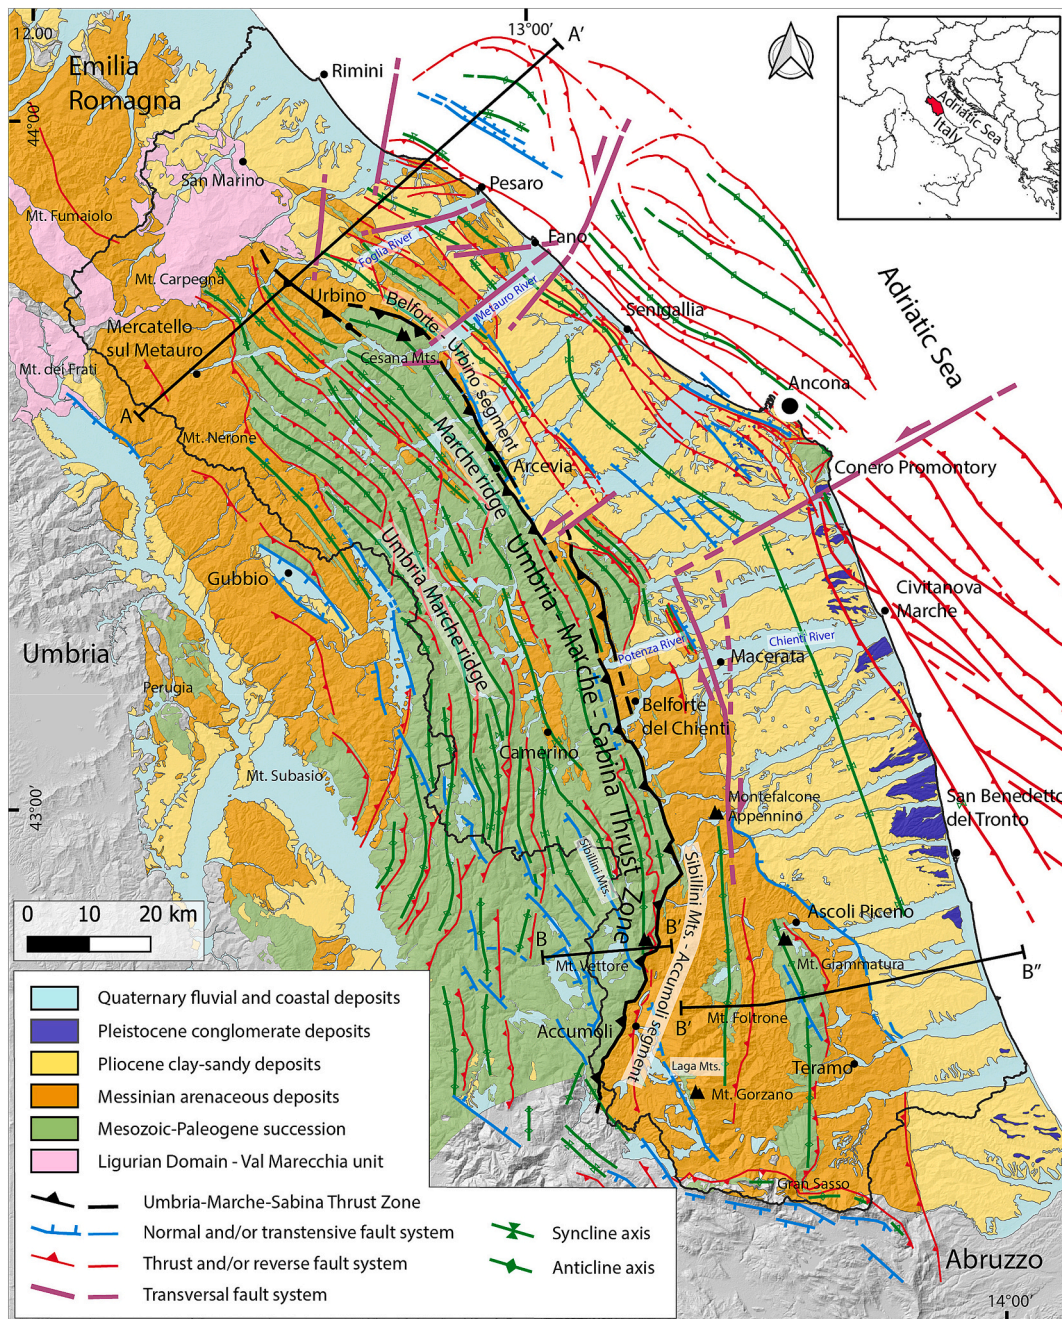 12.00
13°00'
A'
Emilia
Romagna
Rimini
Adriatic Sea
Italy
44°00'
San Marino
Pesaro
Mt. Fumaiolo
Fano
Foglia River
Mt. Carpegna
Urbino
Belforte
Metauro River
Adriatic Sea
Senigallia
Mercatello
sul Metauro
Cesana Mts.
Urbino segment
Mt. dei Frati
Ancona
A
Mt. Nerone
Marche ridge
Arcevia
Conero Promontory
Umbria Marche ridge
Umbria - Marche - Sabina Thrust Zone
Gubbio
Civitanova
Marche
Umbria
Potenza River
Chienti River
Macerata
Perugia
Belforte
del Chienti
Camerino
Mt. Subasio
43°00'
Montefalcone
Appennino
San Benedetto
del Tronto
Sibillini Mts.
Sibillini Mts. - Accumoli segment
0 10 20 km
Ascoli Piceno
B
B'
Mt. Vettore
Mt. Giammatura
B"
B'
Mt. Foltrone
Accumoli
Laga Mts.
Teramo
Mt. Gorzano
Gran Sasso
Abruzzo
14°00'
Quaternary fluvial and coastal deposits
Pleistocene conglomerate deposits
Pliocene clay-sandy deposits
Messinian arenaceous deposits
Mesozoic-Paleogene succession
Ligurian Domain - Val Marecchia unit
Umbria-Marche-Sabina Thrust Zone
Normal and/or transtensive fault system
Thrust and/or reverse fault system
Transversal fault system
Syncline axis
Anticline axis